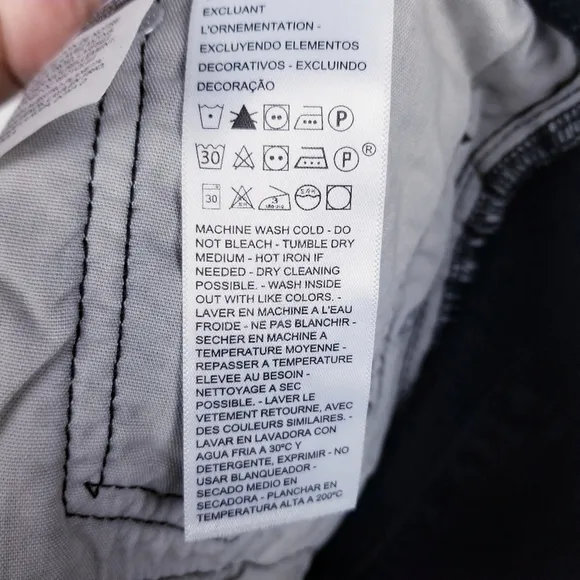 EXCLUANT
L'ORNEMENTATION -
EXCLUYENDO ELEMENTOS
DECORATIVOS - EXCLUINDO
DECORAÇÃO
P
30 P ®
30 3
MACHINE WASH COLD - DO
NOT BLEACH - TUMBLE DRY
MEDIUM - HOT IRON IF
NEEDED - DRY CLEANING
POSSIBLE. - WASH INSIDE
OUT WITH LIKE COLORS. -
LAVER EN MACHINE A L'EAU
FROIDE - NE PAS BLANCHIR -
SECHER EN MACHINE A
TEMPERATURE MOYENNE -
REPASSER A TEMPERATURE
ELEVEE AU BESOIN -
NETTOYAGE A SEC
POSSIBLE. - LAVER LE
VETEMENT RETOURNE, AVEC
DES COULEURS SIMILAIRES. -
LAVAR EN LAVADORA CON
AGUA FRIA A 30ºC Y
DETERGENTE, EXPRIMIR - NO
USAR BLANQUEADOR -
SECADO MEDIO EN
SECADORA - PLANCHAR EN
TEMPERATURA ALTA A 200ºC